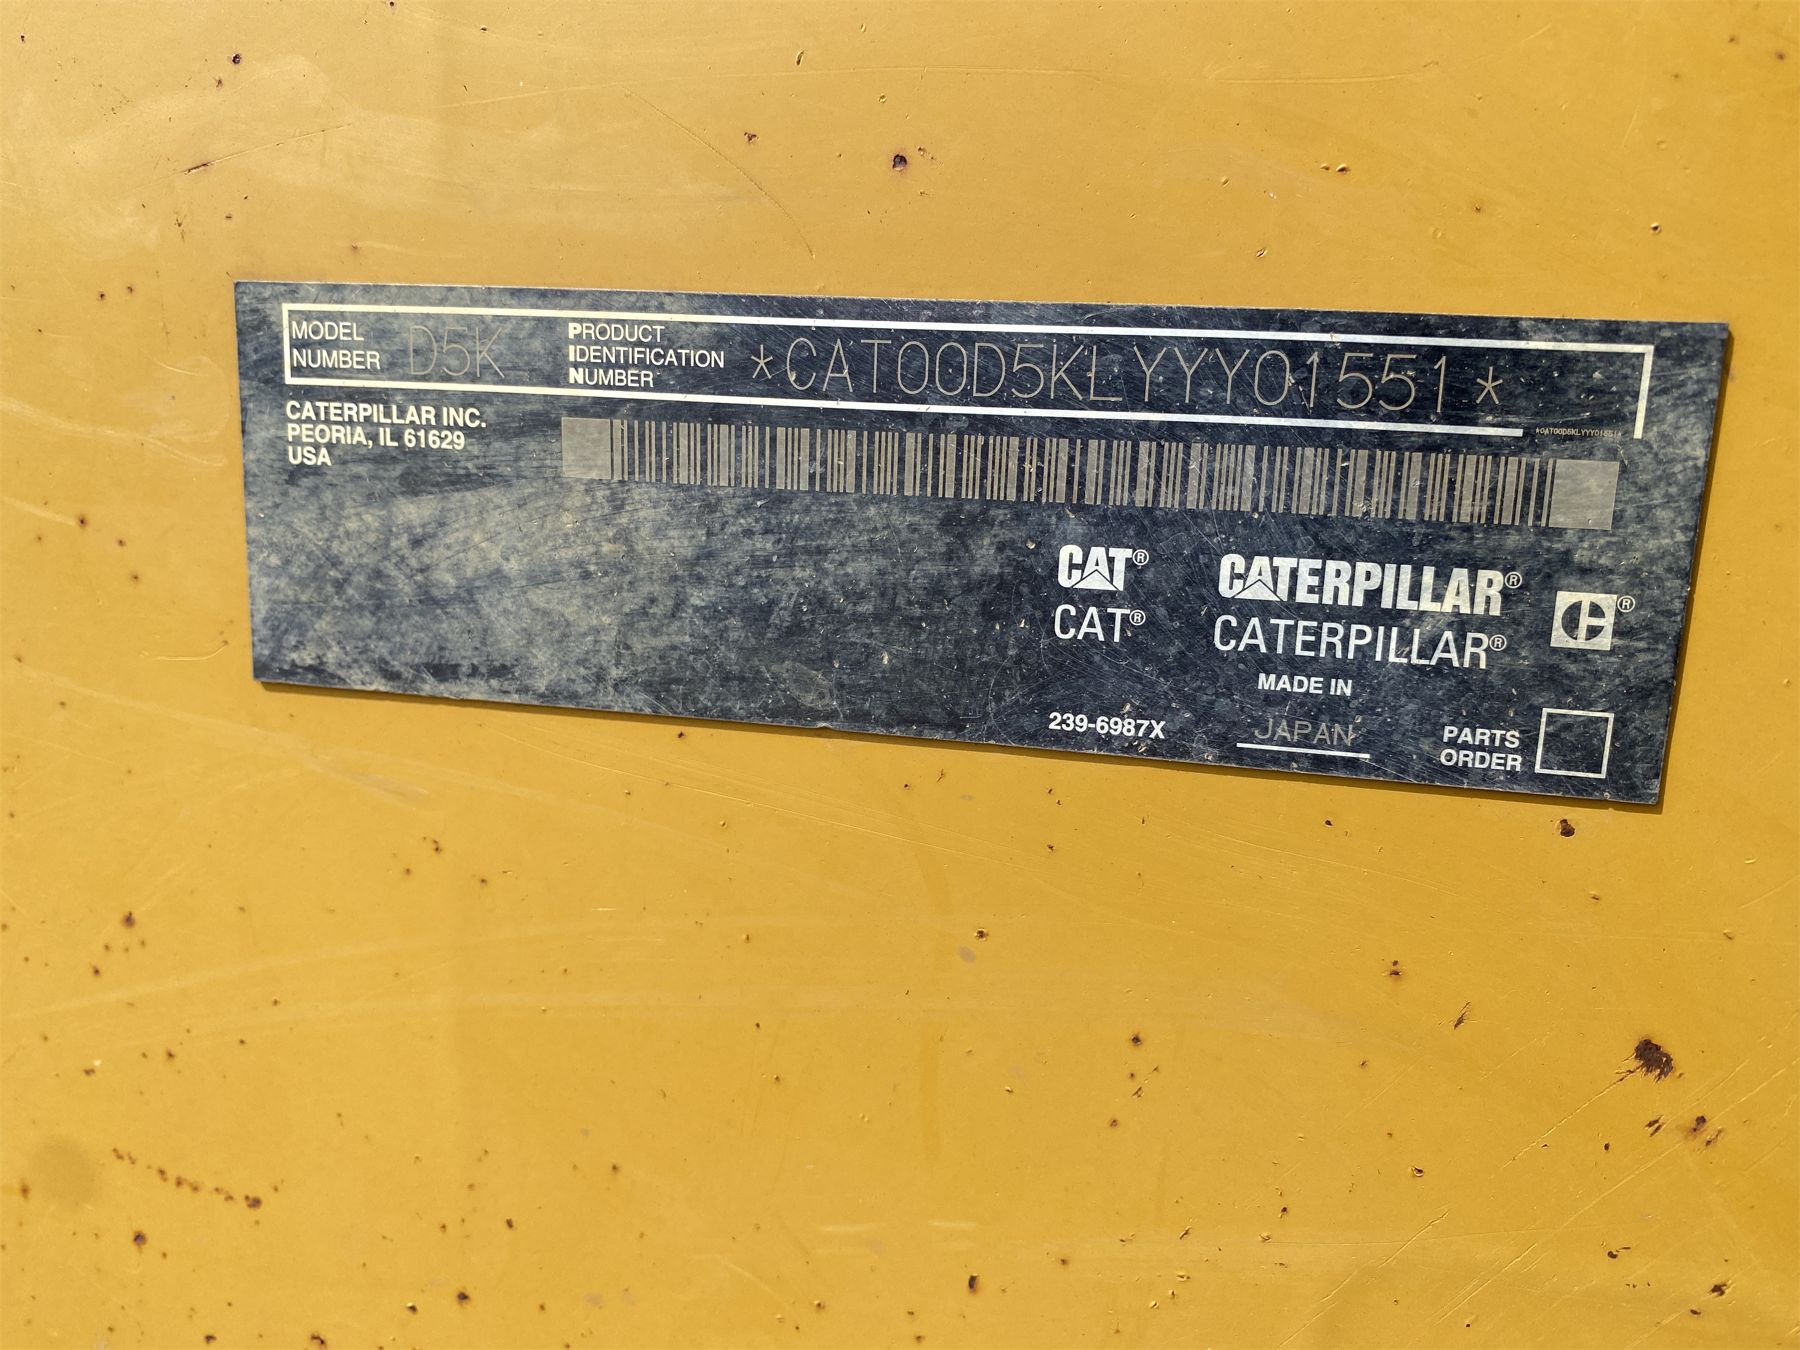 MODEL
NUMBER D5K
PRODUCT
IDENTIFICATION
NUMBER *CAT00D5KLYYY01551*
*CAT00D5KLYYY01551*
CATERPILLAR INC.
PEORIA, IL 61629
USA
CAT® CATERPILLAR® C®
CAT® CATERPILLAR®
MADE IN
239-6987X JAPAN
PARTS
ORDER